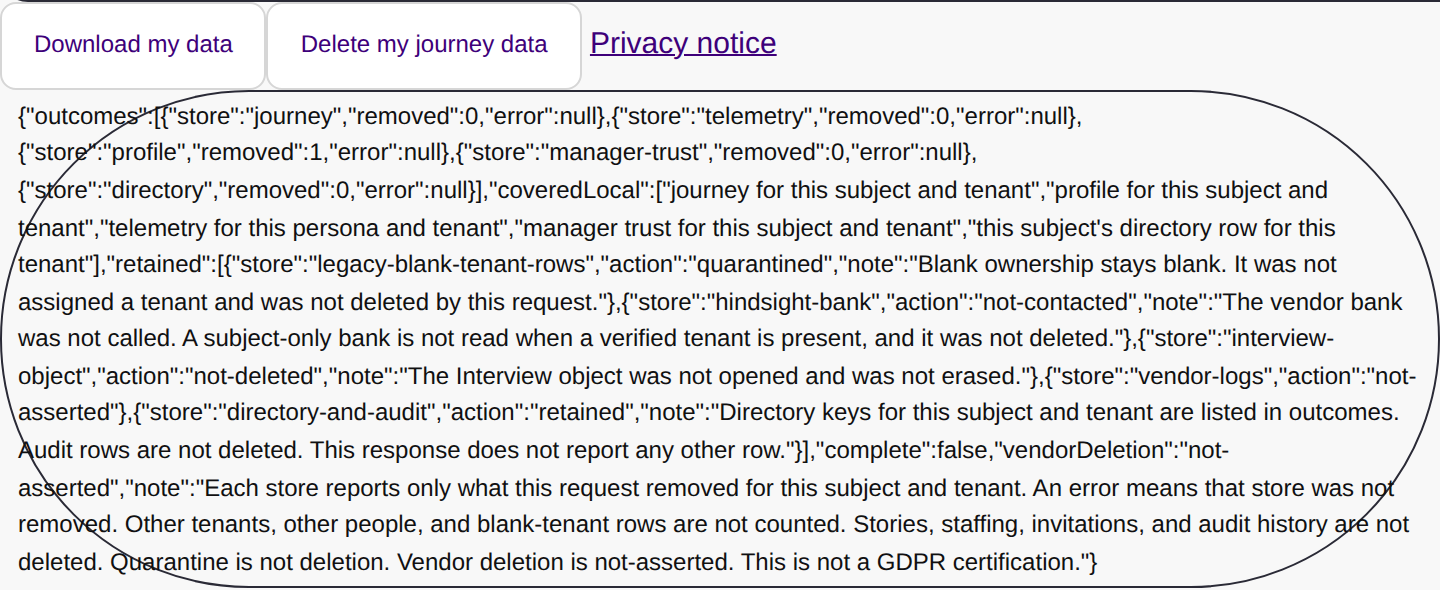 Download my data
Delete my journey data
Privacy notice
{"outcomes":[{"store":"journey","removed":0,"error":null},{"store":"telemetry","removed":0,"error":null},
{"store":"profile","removed":1,"error":null},{"store":"manager-trust","removed":0,"error":null},
{"store":"directory","removed":0,"error":null}],"coveredLocal":["journey for this subject and tenant","profile for this subject and
tenant","telemetry for this persona and tenant","manager trust for this subject and tenant","this subject's directory row for this
tenant"],"retained":[{"store":"legacy-blank-tenant-rows","action":"quarantined","note":"Blank ownership stays blank. It was not
assigned a tenant and was not deleted by this request."},{"store":"hindsight-bank","action":"not-contacted","note":"The vendor bank
was not called. A subject-only bank is not read when a verified tenant is present, and it was not deleted."},{"store":"interview-
object","action":"not-deleted","note":"The Interview object was not opened and was not erased."},{"store":"vendor-logs","action":"not-
asserted"},{"store":"directory-and-audit","action":"retained","note":"Directory keys for this subject and tenant are listed in outcomes.
Audit rows are not deleted. This response does not report any other row."}],"complete":false,"vendorDeletion":"not-
asserted","note":"Each store reports only what this request removed for this subject and tenant. An error means that store was not
removed. Other tenants, other people, and blank-tenant rows are not counted. Stories, staffing, invitations, and audit history are not
deleted. Quarantine is not deletion. Vendor deletion is not-asserted. This is not a GDPR certification."}